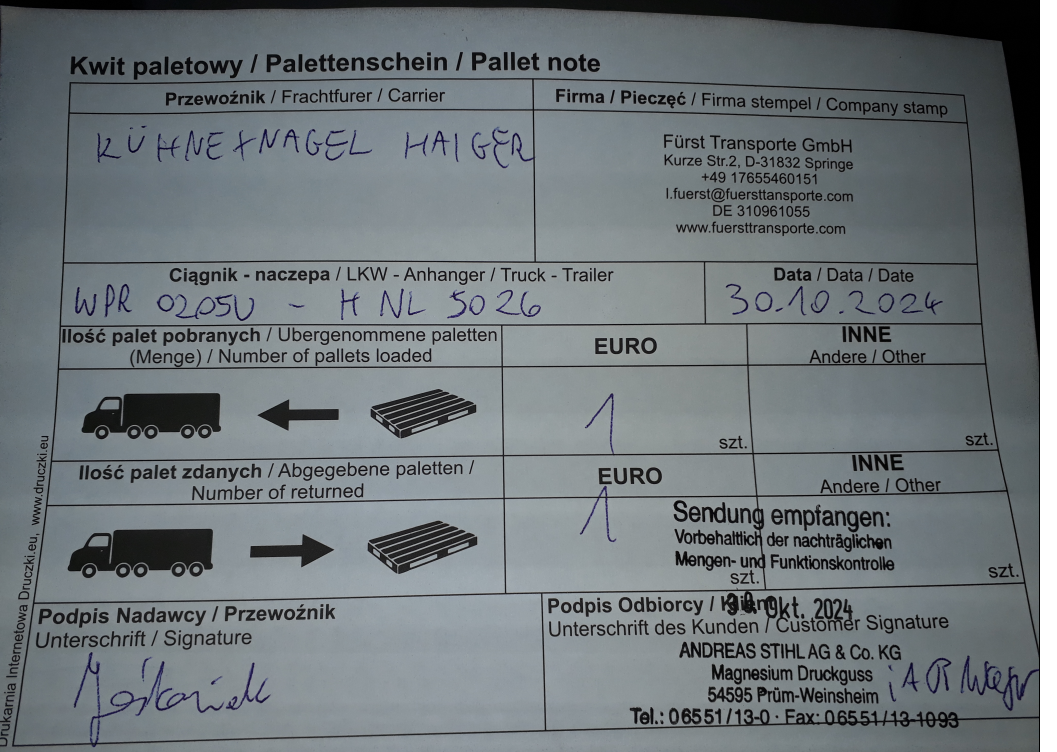 Kwit paletowy / Palettenschein / Pallet note
Przewoźnik / Frachtfurer / Carrier
Firma / Pieczęć / Firma stempel / Company stamp
KÜHNE+NAGEL HAIGER
Fürst Transporte GmbH
Kurze Str.2, D-31832 Springe
+49 17655460151
l.fuerst@fuersttansporte.com
DE 310961055
www.fuersttransporte.com
Ciągnik - naczepa / LKW - Anhanger / Truck - Trailer
Data / Data / Date
WPR 0205U - H NL 5026
30.10.2024
Ilość palet pobranych / Ubergenommene paletten
(Menge) / Number of pallets loaded
EURO
INNE
Andere / Other
1
szt.
szt.
Ilość palet zdanych / Abgegebene paletten /
Number of returned
EURO
INNE
Andere / Other
1
szt.
szt.
Sendung empfangen:
Vorbehaltlich der nachträglichen
Mengen- und Funktionskontrolle
Podpis Nadawcy / Przewoźnik
Unterschrift / Signature
Podpis Odbiorcy /
Okt. 2024
Unterschrift des Kunden / Customer Signature
ANDREAS STIHL AG & Co. KG
Magnesium Druckguss
54595 Prüm-Weinsheim
i A
Tel.: 06551/13-0 · Fax: 06551/13-1093
Drukarnia Internetowa Druczki.eu, www.druczki.eu